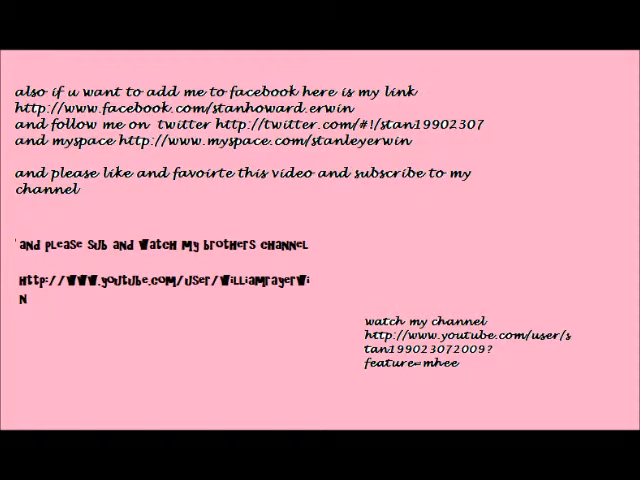 also if u want to add me to facebook here is my link
http://www.facebook.com/stanhoward.erwin
and follow me on twitter http://twitter.com/#!/stan19902307
and myspace http://www.myspace.com/stanleyerwin
and please like and favoirte this video and subscribe to my
channel
' and please sub and watch my brothers channel
http://www.youtube.com/user/williamrayerwi
n
watch my channel
http://www.youtube.com/user/s
tan199023072009?
feature=mhee